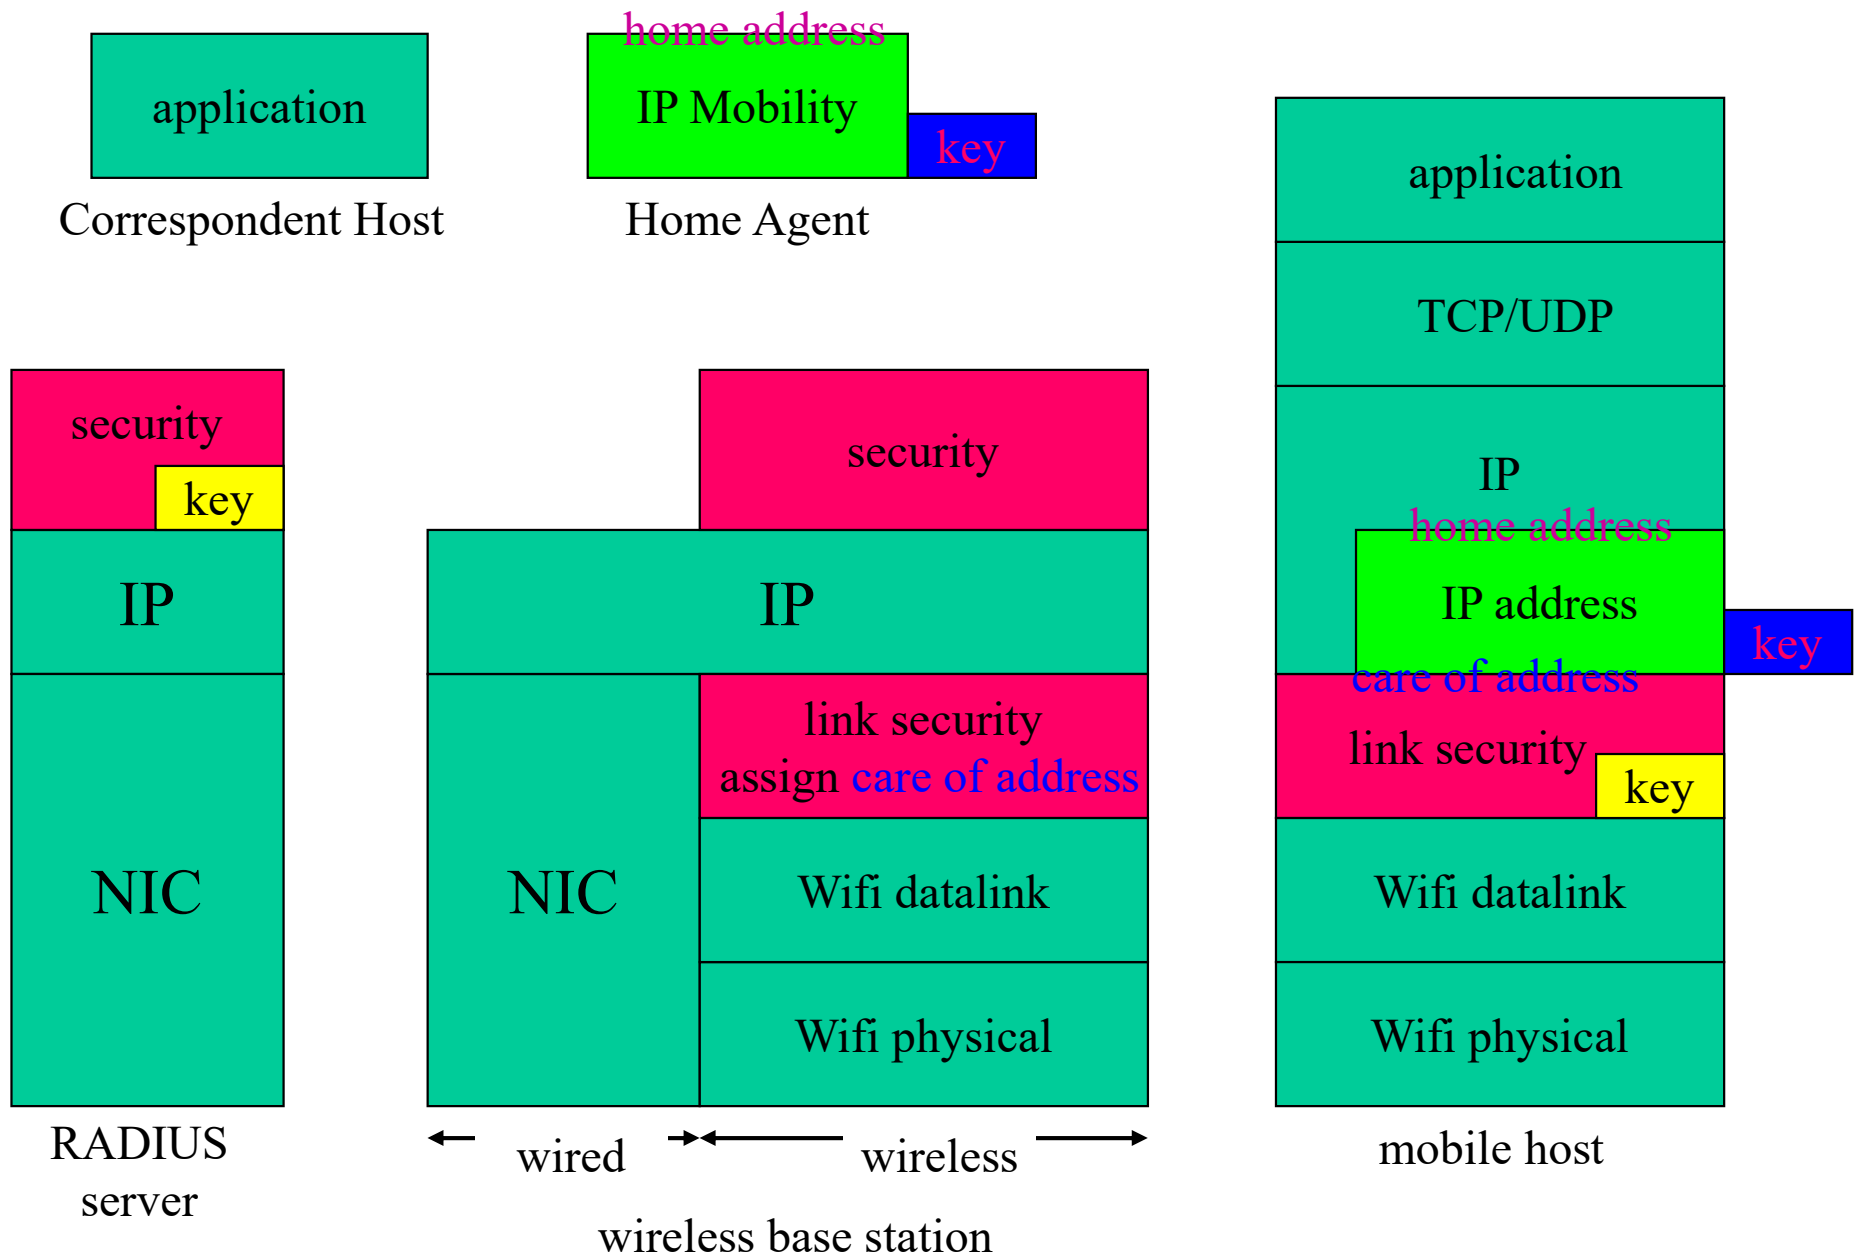 application
Correspondent Host
home address
IP Mobility
key
Home Agent
security
key
IP
NIC
RADIUS
server
security
IP
NIC
link security
assign care of address
Wifi datalink
Wifi physical
wired
wireless
wireless base station
application
TCP/UDP
IP
home address
IP address
key
care of address
link security
key
Wifi datalink
Wifi physical
mobile host